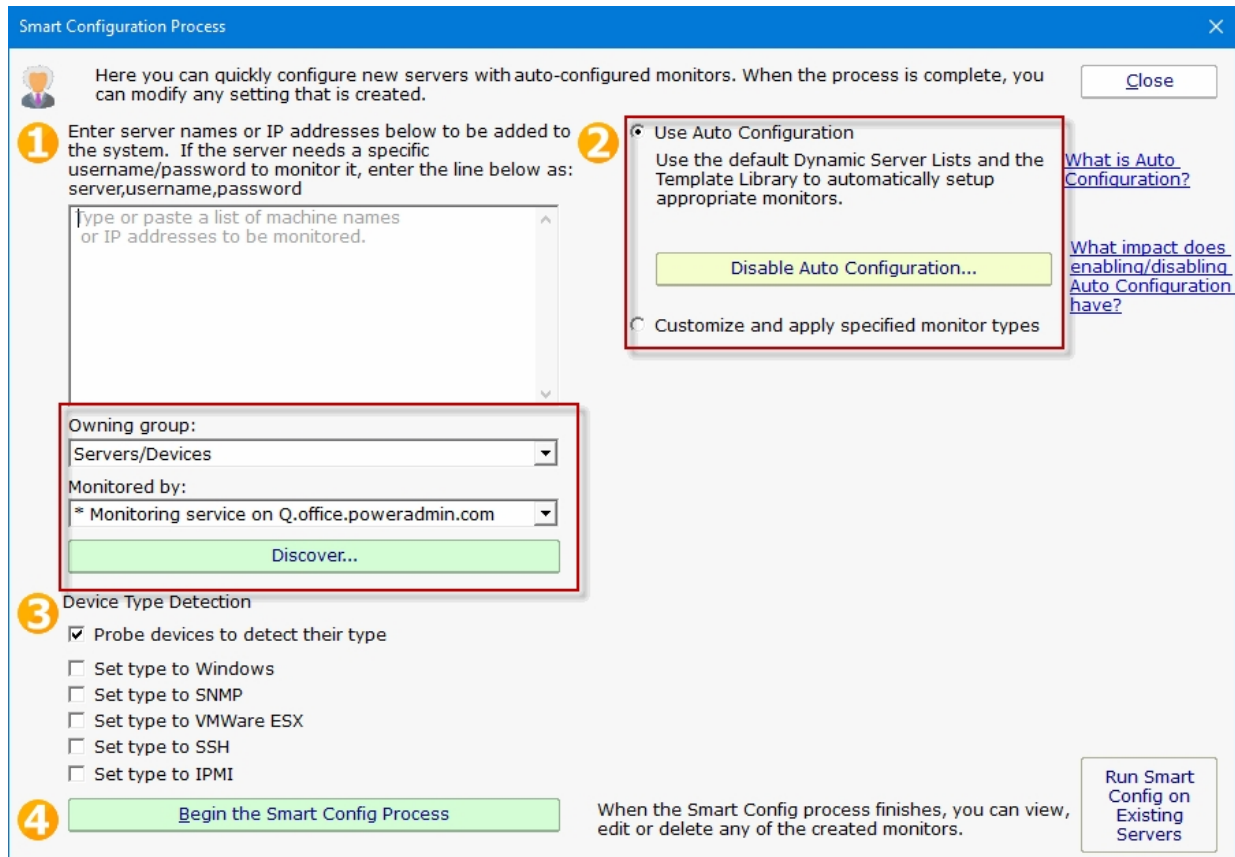 Smart Configuration Process
Here you can quickly configure new servers with auto-configured monitors. When the process is complete, you
can modify any setting that is created.
Close
1
Enter server names or IP addresses below to be added to
the system. If the server needs a specific
username/password to monitor it, enter the line below as:
server,username,password
Type or paste a list of machine names
or IP addresses to be monitored.
Owning group:
Servers/Devices
Monitored by:
* Monitoring service on Q.office.poweradmin.com
Discover...
2
Use Auto Configuration
Use the default Dynamic Server Lists and the
Template Library to automatically setup
appropriate monitors.
Disable Auto Configuration...
Customize and apply specified monitor types
What is Auto
Configuration?
What impact does
enabling/disabling
Auto Configuration
have?
3
Device Type Detection
Probe devices to detect their type
Set type to Windows
Set type to SNMP
Set type to VMWare ESX
Set type to SSH
Set type to IPMI
4
Begin the Smart Config Process
When the Smart Config process finishes, you can view,
edit or delete any of the created monitors.
Run Smart
Config on
Existing
Servers